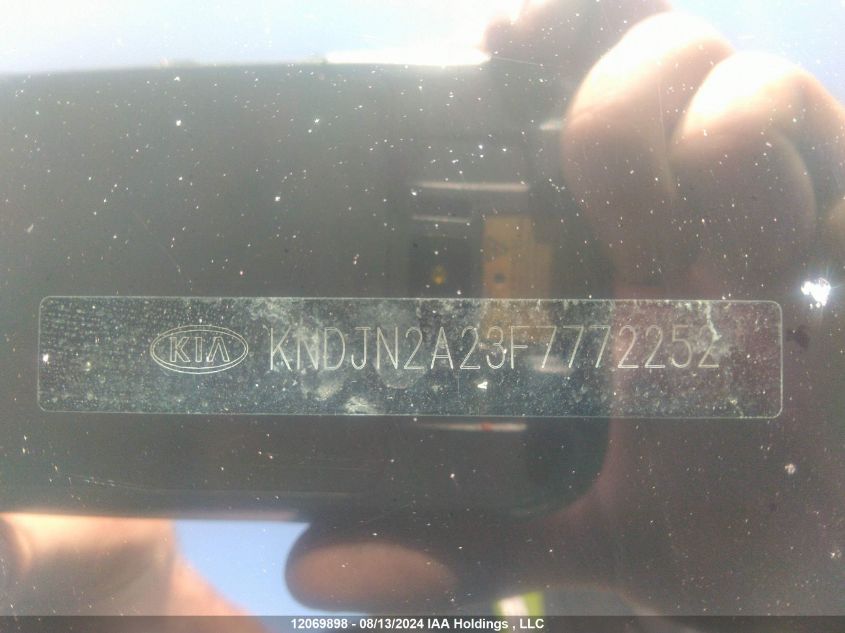 KIA KNDJN2A23F7772252
12069898 - 08/13/2024 IAA Holdings , LLC